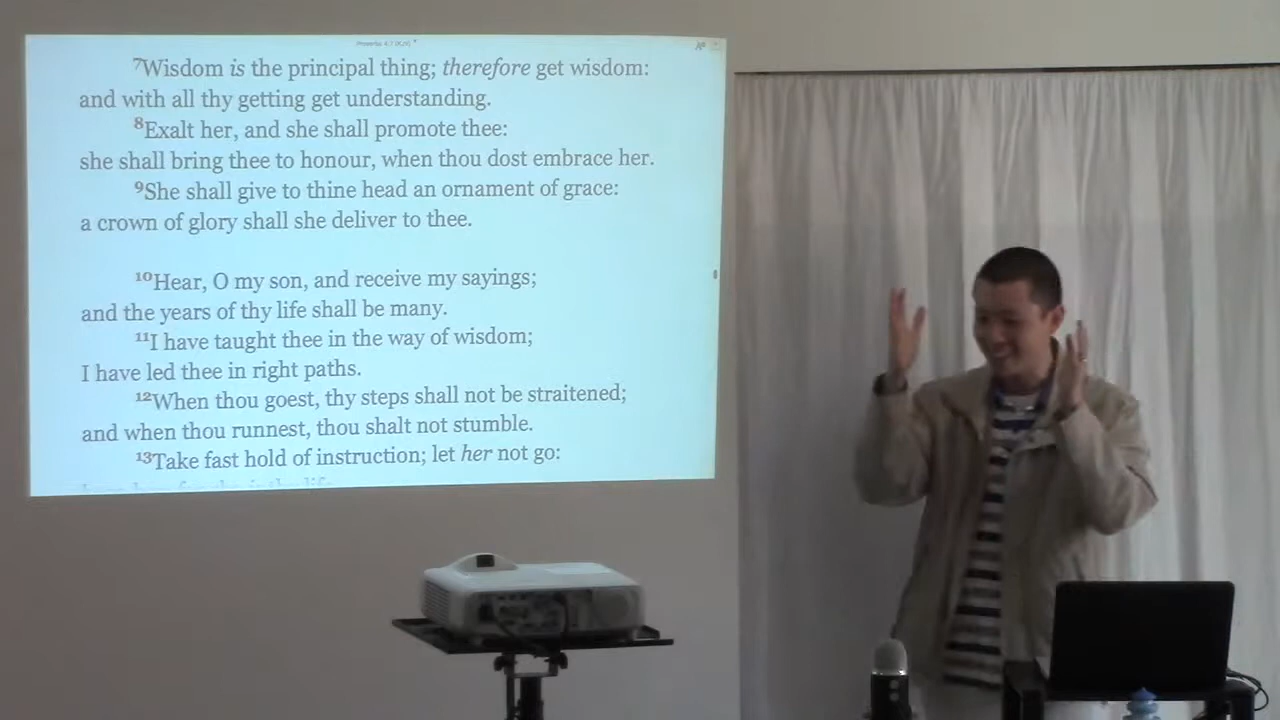 Proverbs 4:7 (KJV)
⁷Wisdom is the principal thing; therefore get wisdom:
and with all thy getting get understanding.
⁸Exalt her, and she shall promote thee:
she shall bring thee to honour, when thou dost embrace her.
⁹She shall give to thine head an ornament of grace:
a crown of glory shall she deliver to thee.
¹⁰Hear, O my son, and receive my sayings;
and the years of thy life shall be many.
¹¹I have taught thee in the way of wisdom;
I have led thee in right paths.
¹²When thou goest, thy steps shall not be straitened;
and when thou runnest, thou shalt not stumble.
¹³Take fast hold of instruction; let her not go: